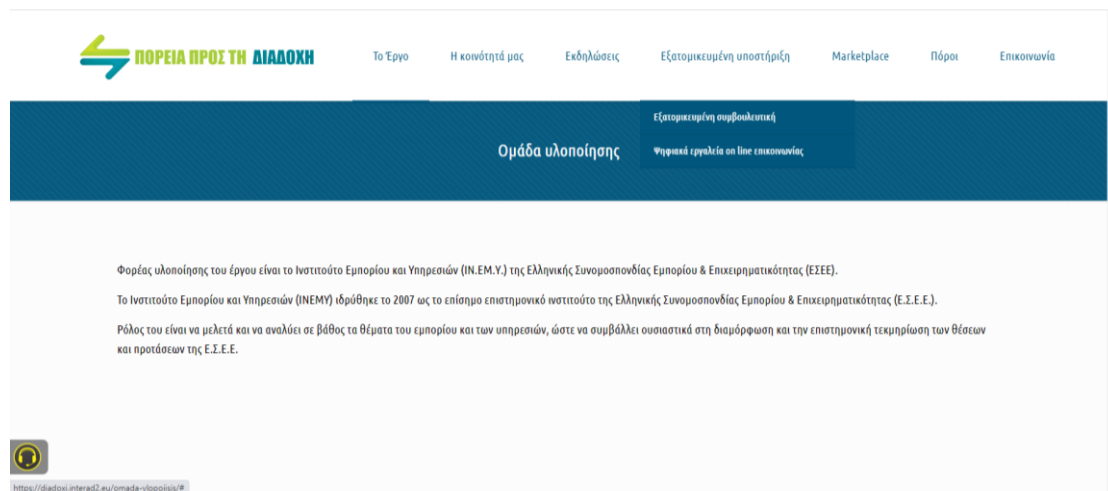 ΠΟΡΕΙΑ ΠΡΟΣ ΤΗ ΔΙΑΔΟΧΗ
Το Έργο Η κοινότητά μας Εκδηλώσεις Εξατομικευμένη υποστήριξη Marketplace Πόροι Επικοινωνία
Εξατομικευμένη συμβουλευτική
Ομάδα υλοποίησης
Ψηφιακά εργαλεία on line επικοινωνίας
Φορέας υλοποίησης του έργου είναι το Ινστιτούτο Εμπορίου και Υπηρεσιών (ΙΝ.ΕΜ.Υ.) της Ελληνικής Συνομοσπονδίας Εμπορίου & Επιχειρηματικότητας (ΕΣΕΕ).
Το Ινστιτούτο Εμπορίου και Υπηρεσιών (ΙΝΕΜΥ) ιδρύθηκε το 2007 ως το επίσημο επιστημονικό ινστιτούτο της Ελληνικής Συνομοσπονδίας Εμπορίου & Επιχειρηματικότητας (Ε.Σ.Ε.Ε.).
Ρόλος του είναι να μελετά και να αναλύει σε βάθος τα θέματα του εμπορίου και των υπηρεσιών, ώστε να συμβάλλει ουσιαστικά στη διαμόρφωση και την επιστημονική τεκμηρίωση των θέσεων
και προτάσεων της Ε.Σ.Ε.Ε.
https://diadoxi.interad2.eu/omada-ylopoiisis/#